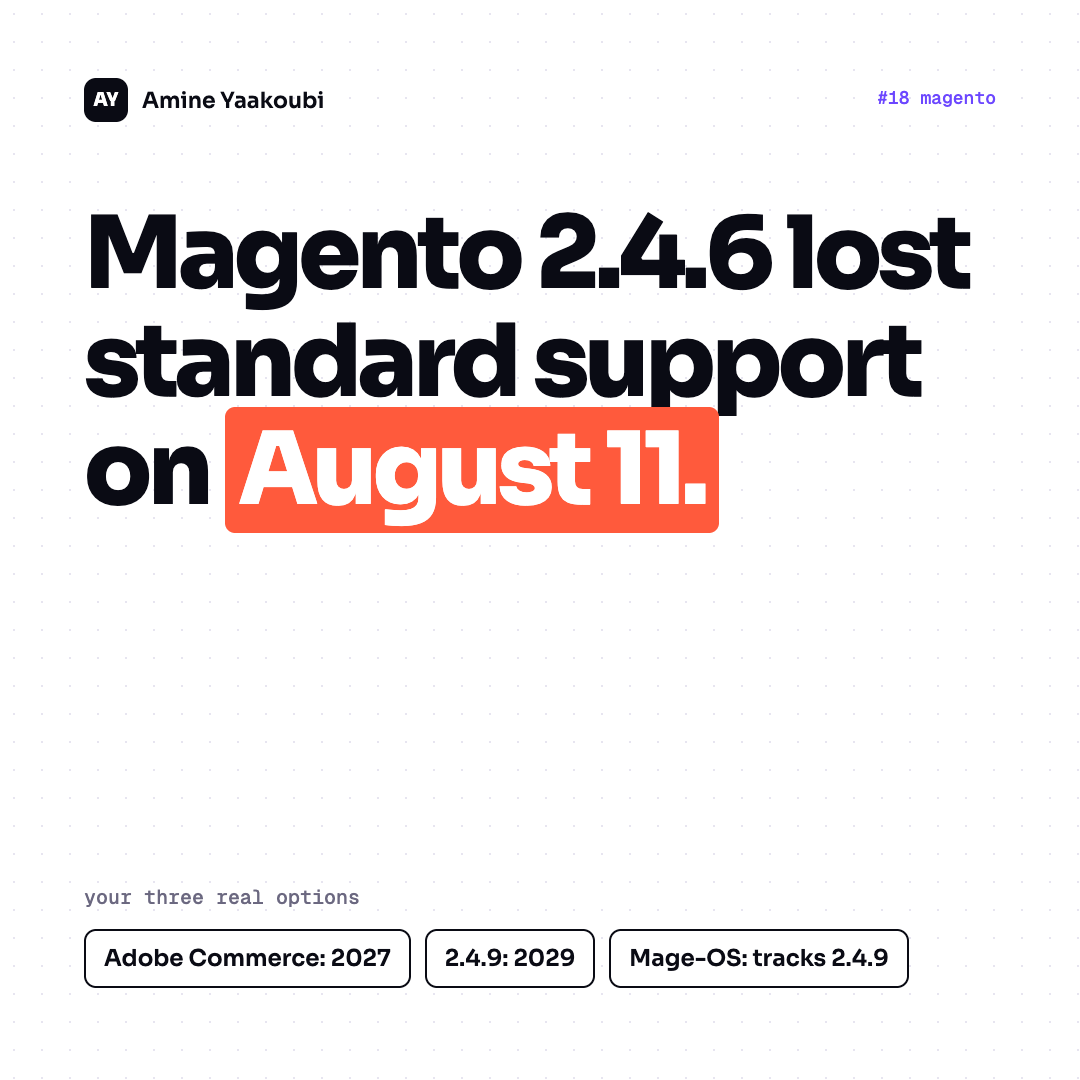 AY Amine Yaakoubi
#18 magento
Magento 2.4.6 lost
standard support
on August 11.
your three real options
Adobe Commerce: 2027
2.4.9: 2029
Mage-OS: tracks 2.4.9